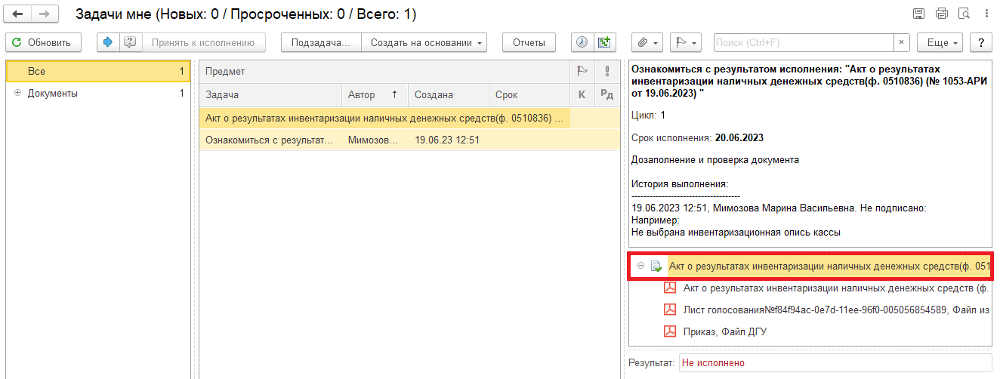 Задачи мне (Новых: 0 / Просроченных: 0 / Всего: 1)
Обновить
Принять к исполнению
Подзадача...
Создать на основании
Отчеты
Поиск (Ctrl+F)
×
Еще
?
Все 1
Документы 1
Предмет
Задача Автор ↑ Создана Срок К Рд
Акт о результатах инвентаризации наличных денежных средств(ф. 0510836) ...
Ознакомиться с результат... Мимозов... 19.06.23 12:51
Ознакомиться с результатом исполнения: "Акт о результатах
инвентаризации наличных денежных средств(ф. 0510836) (№ 1053-АРИ
от 19.06.2023) "
Цикл: 1
Срок исполнения: 20.06.2023
Дозаполнение и проверка документа
История выполнения:
------------------------------------
19.06.2023 12:51, Мимозова Марина Васильевна. Не подписано:
Например:
Не выбрана инвентаризационная опись кассы
Акт о результатах инвентаризации наличных денежных средств(ф. 051
Акт о результатах инвентаризации наличных денежных средств (ф.
Лист голосования№f84f94ac-0e7d-11ee-96f0-005056854589, Файл из
Приказ, Файл ДГУ
Результат: Не исполнено